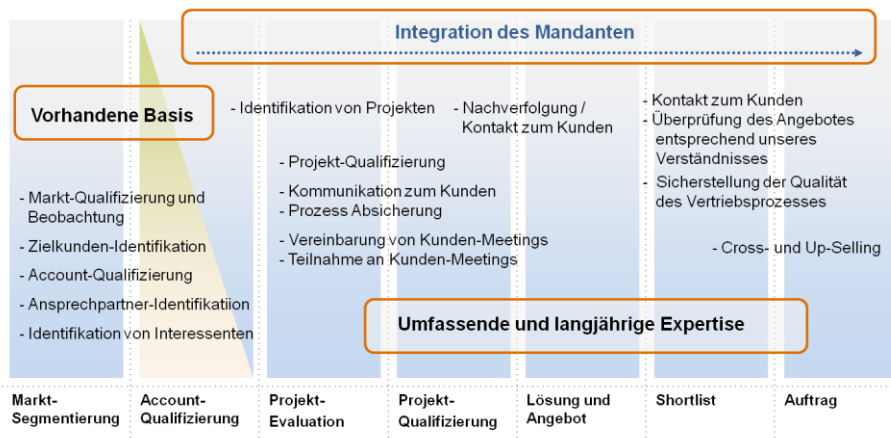 Integration des Mandanten
Vorhandene Basis
- Identifikation von Projekten
- Nachverfolgung /
Kontakt zum Kunden
- Kontakt zum Kunden
- Überprüfung des Angebotes
entsprechend unseres
Verständnisses
- Sicherstellung der Qualität
des Vertriebsprozesses
- Projekt-Qualifizierung
- Kommunikation zum Kunden
- Prozess Absicherung
- Vereinbarung von Kunden-Meetings
- Teilnahme an Kunden-Meetings
- Markt-Qualifizierung und
Beobachtung
- Zielkunden-Identifikation
- Account-Qualifizierung
- Ansprechpartner-Identifikatiion
- Identifikation von Interessenten
- Cross- und Up-Selling
Umfassende und langjährige Expertise
Markt-
Segmentierung
Account-
Qualifizierung
Projekt-
Evaluation
Projekt-
Qualifizierung
Lösung und
Angebot
Shortlist
Auftrag